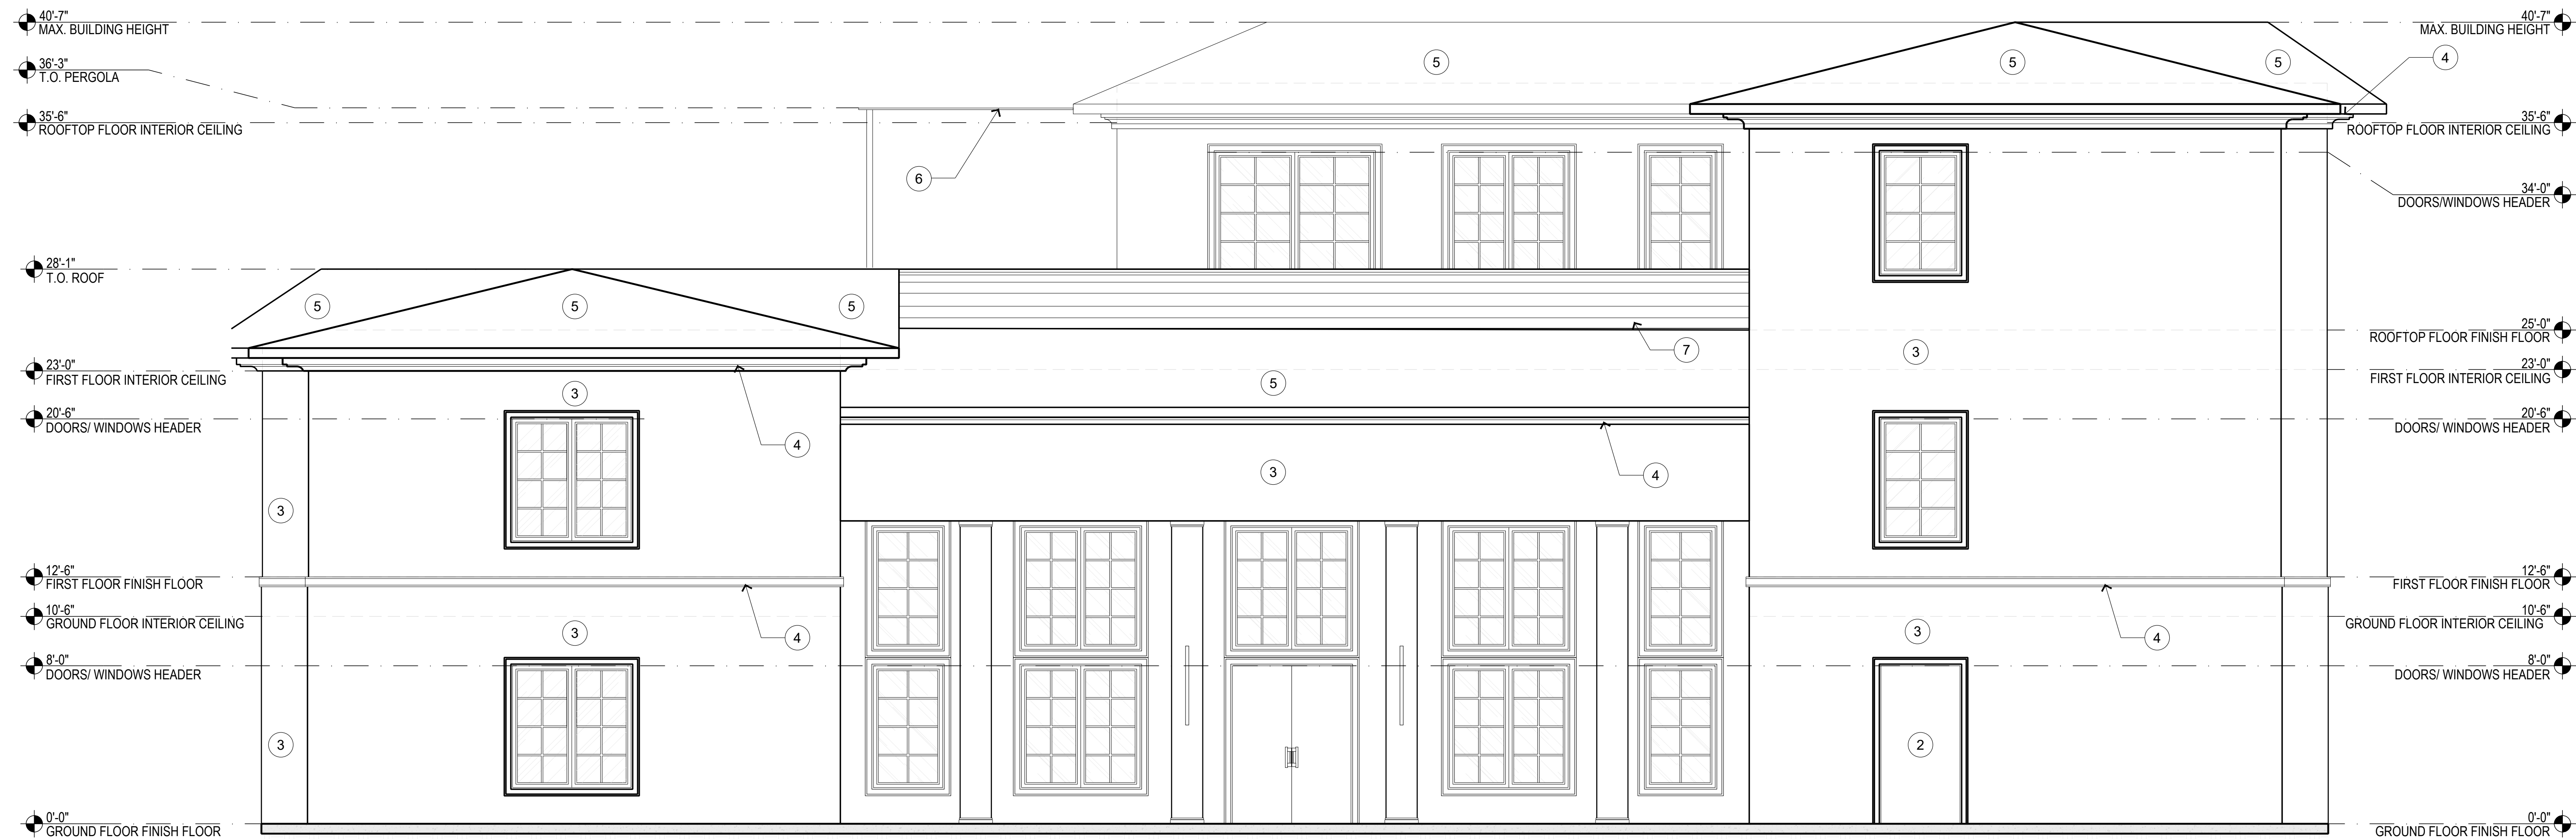 40'-7"
MAX. BUILDING HEIGHT
36'-3"
T.O. PERGOLA
35'-6"
ROOFTOP FLOOR INTERIOR CEILING
28'-1"
T.O. ROOF
23'-0"
FIRST FLOOR INTERIOR CEILING
20'-6"
DOORS/ WINDOWS HEADER
12'-6"
FIRST FLOOR FINISH FLOOR
10'-6"
GROUND FLOOR INTERIOR CEILING
8'-0"
DOORS/ WINDOWS HEADER
0'-0"
GROUND FLOOR FINISH FLOOR
5
5
5
4
6
5
5
5
7
3
3
5
4
3
4
3
3
4
3
3
4
3
2
40'-7"
MAX. BUILDING HEIGHT
35'-6"
ROOFTOP FLOOR INTERIOR CEILING
34'-0"
DOORS/WINDOWS HEADER
25'-0"
ROOFTOP FLOOR FINISH FLOOR
23'-0"
FIRST FLOOR INTERIOR CEILING
20'-6"
DOORS/ WINDOWS HEADER
12'-6"
FIRST FLOOR FINISH FLOOR
10'-6"
GROUND FLOOR INTERIOR CEILING
8'-0"
DOORS/ WINDOWS HEADER
0'-0"
GROUND FLOOR FINISH FLOOR